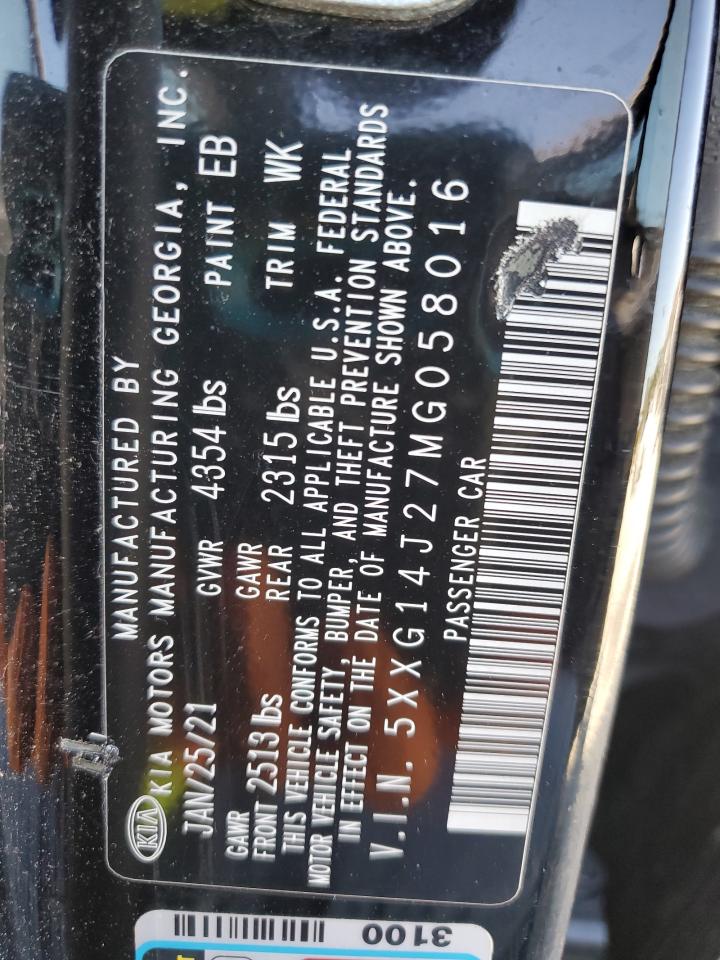 MANUFACTURED BY
KIA KIA MOTORS MANUFACTURING GEORGIA, INC.
JAN/25/21 GVWR 4354 lbs PAINT EB
GAWR FRONT 2513 lbs GAWR REAR 2315 lbs TRIM WK
THIS VEHICLE CONFORMS TO ALL APPLICABLE U.S.A. FEDERAL
MOTOR VEHICLE SAFETY, BUMPER, AND THEFT PREVENTION STANDARDS
IN EFFECT ON THE DATE OF MANUFACTURE SHOWN ABOVE.
V.I.N. 5XXG14J27MG058016
PASSENGER CAR
3100